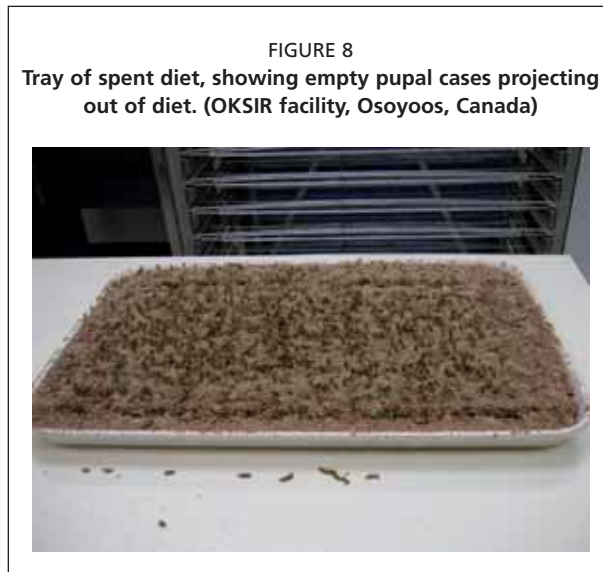 FIGURE 8
Tray of spent diet, showing empty pupal cases projecting
out of diet. (OKSIR facility, Osoyoos, Canada)